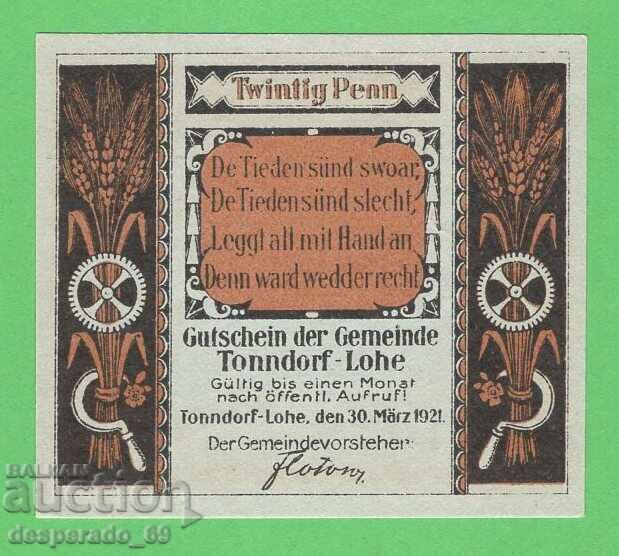 Twintig Penn
De Tieden sünd swoar,
De Tieden sünd slecht,
Leggt all mit Hand an,
Denn ward wedder recht
Gutschein der Gemeinde
Tonndorf-Lohe
Gültig bis einen Monat
nach öffentl. Aufruf!
Tonndorf-Lohe, den 30. März 1921.
Der Gemeindevorsteher:
BALKAN
auction
desperado_69